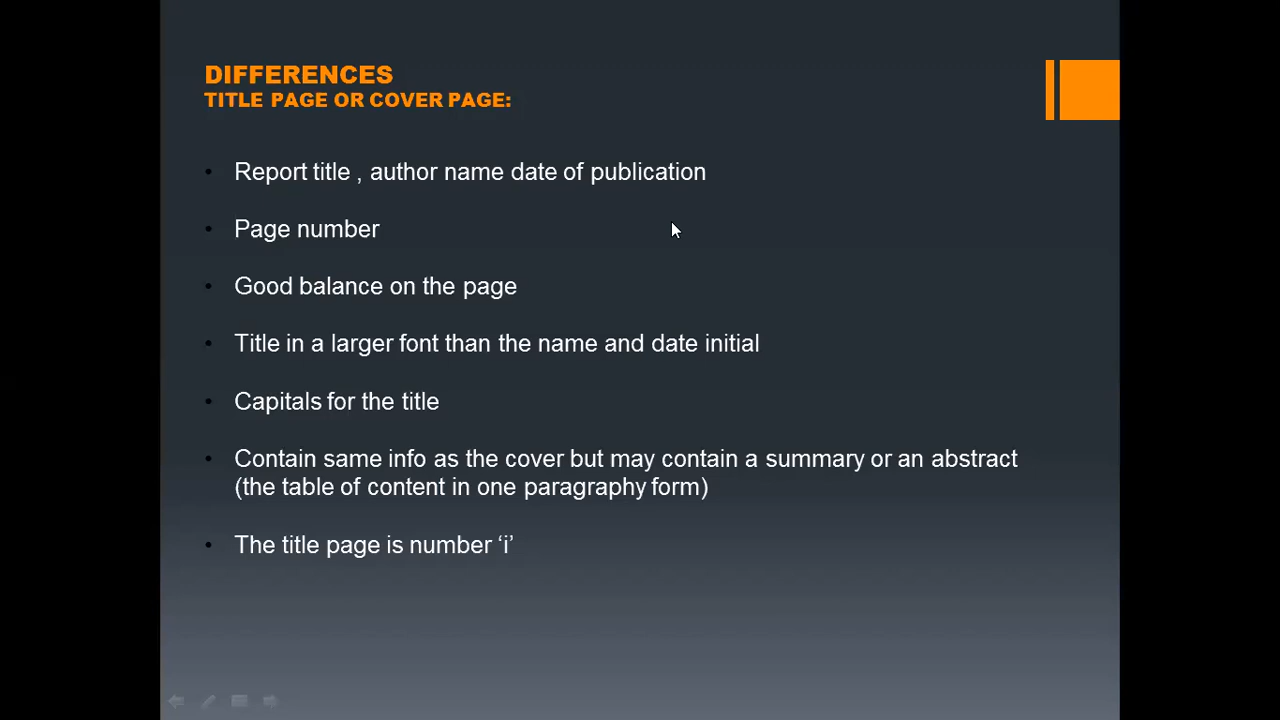 DIFFERENCES
TITLE PAGE OR COVER PAGE:
• Report title , author name date of publication
• Page number
• Good balance on the page
• Title in a larger font than the name and date initial
• Capitals for the title
• Contain same info as the cover but may contain a summary or an abstract
(the table of content in one paragraphy form)
• The title page is number ‘i’